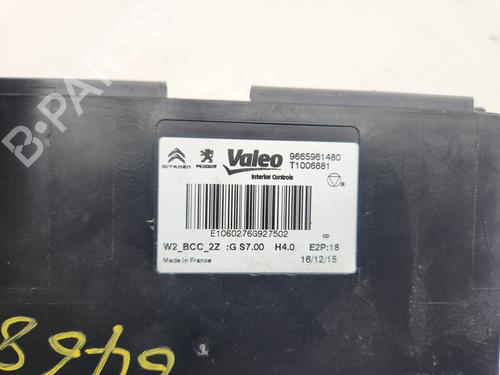 B-PARTS
CITROËN PEUGEOT Valeo 9665961480
T1006881
Interior Controls
E1060276G927502
W2_BCC_2Z :G S7.00 H4.0 E2P:18
Made in France 16/12/15